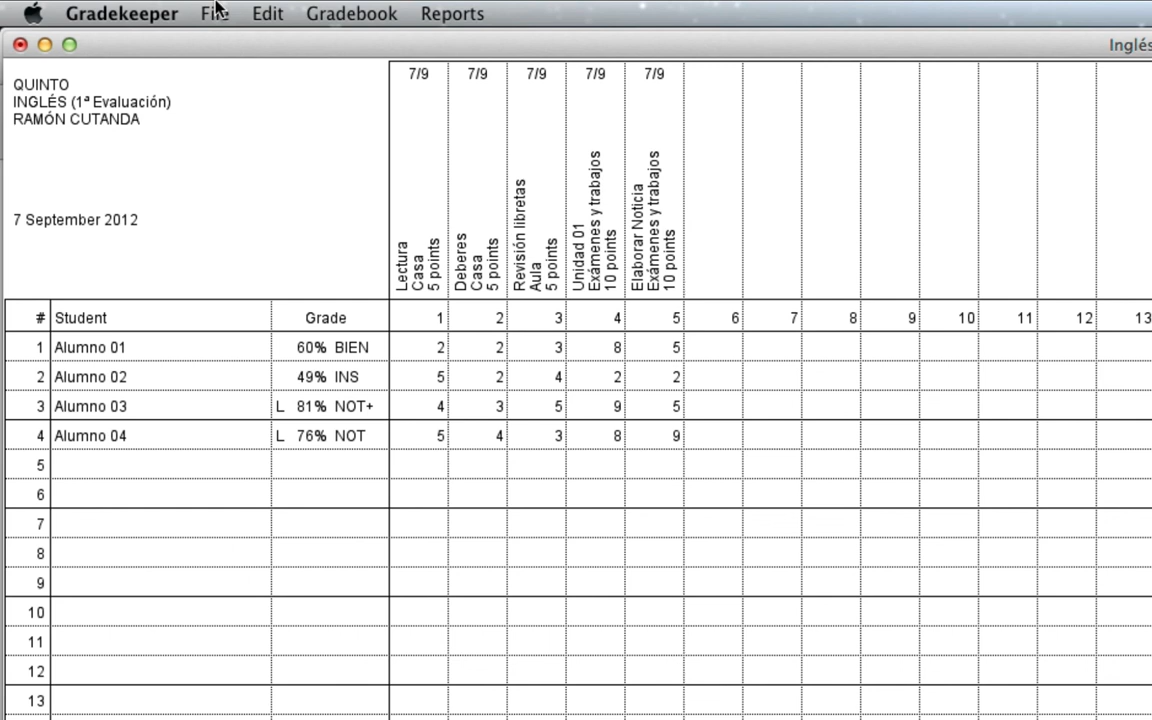 Gradekeeper File Edit Gradebook Reports
Inglés
QUINTO
INGLÉS (1ª Evaluación)
RAMÓN CUTANDA
7 September 2012
7/9 7/9 7/9 7/9 7/9
Lectura
Casa
5 points
Deberes
Casa
5 points
Revisión libretas
Aula
5 points
Unidad 01
Exámenes y trabajos
10 points
Elaborar Noticia
Exámenes y trabajos
10 points
# Student Grade 1 2 3 4 5 6 7 8 9 10 11 12 13
1 Alumno 01 60% BIEN 2 2 3 8 5
2 Alumno 02 49% INS 5 2 4 2 2
3 Alumno 03 L 81% NOT+ 4 3 5 9 5
4 Alumno 04 L 76% NOT 5 4 3 8 9
5
6
7
8
9
10
11
12
13